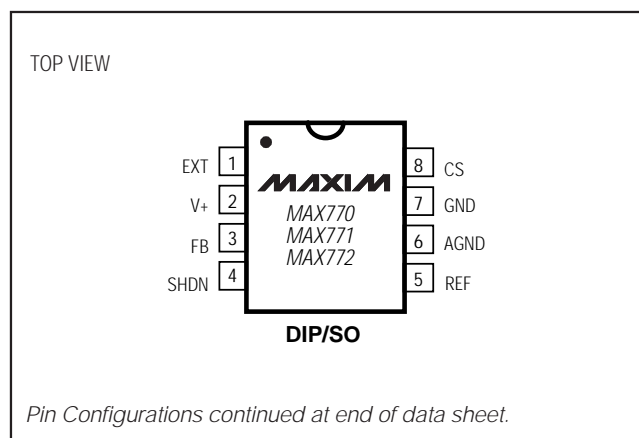 TOP VIEW
EXT 1
V+ 2
FB 3
SHDN 4
MAXIM
MAX770
MAX771
MAX772
8 CS
7 GND
6 AGND
5 REF
DIP/SO
Pin Configurations continued at end of data sheet.